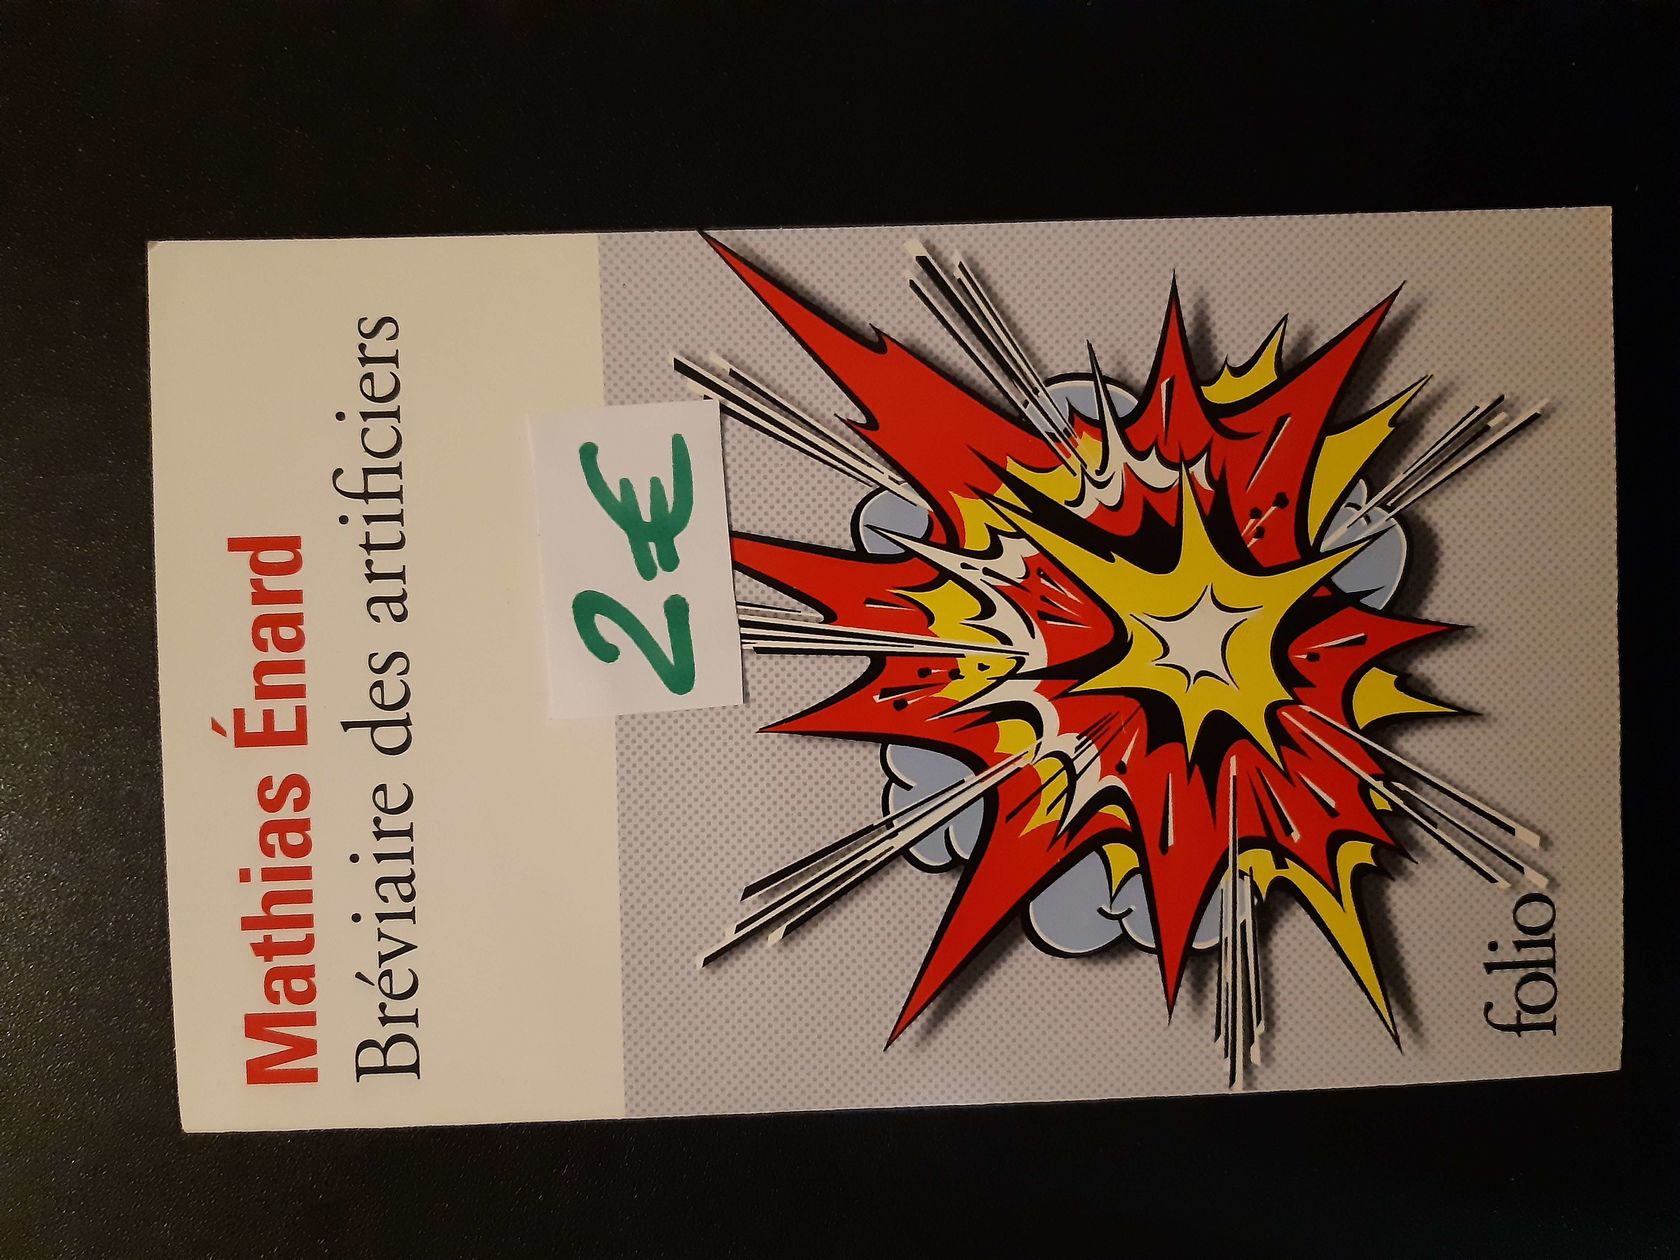 Mathias Énard
Bréviaire des artificiers
2€
folio